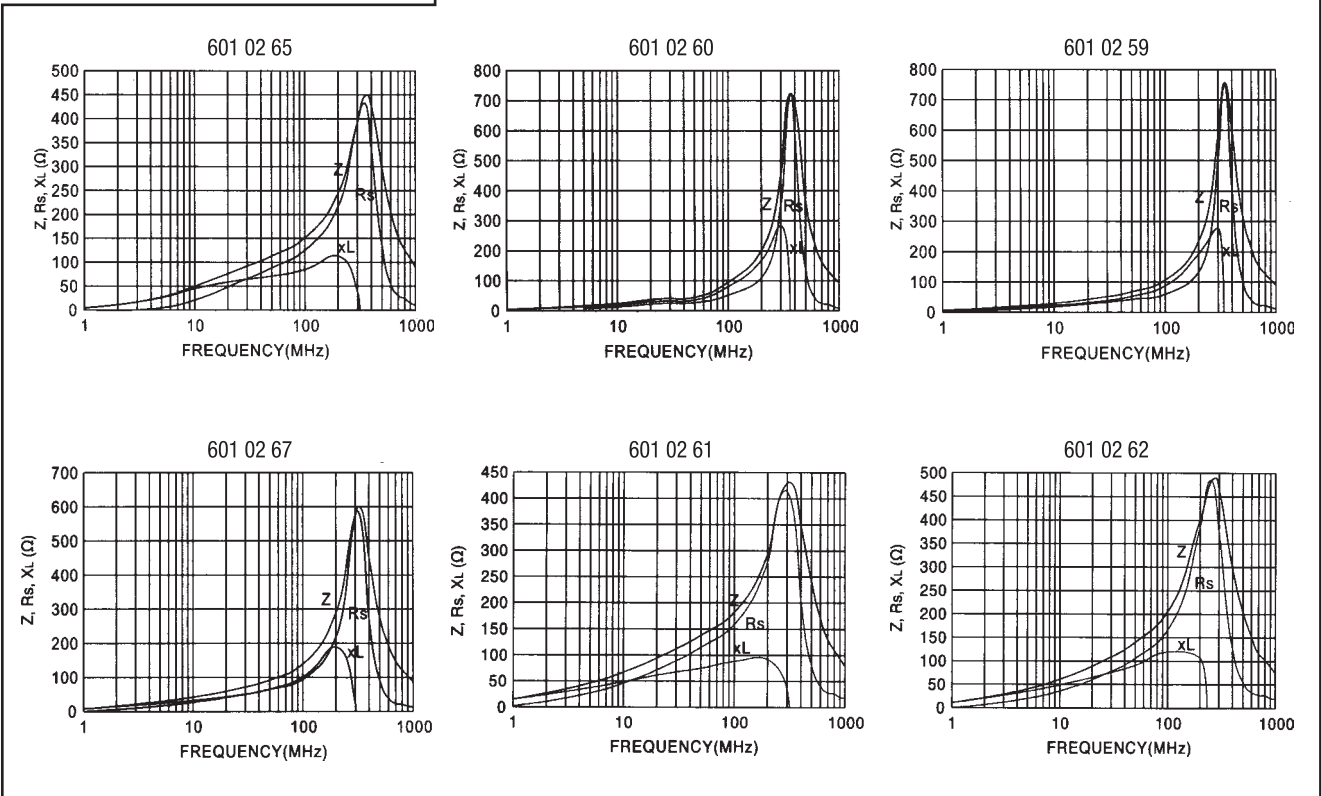 601 02 65
500
450
400
350
300
250
200
150
100
50
0
Z, Rs, XL (Ω)
Z
Rs
xL
1 10 100 1000
FREQUENCY(MHz)
601 02 60
800
700
600
500
400
300
200
100
0
Z, Rs, XL (Ω)
Z
Rs
xL
1 10 100 1000
FREQUENCY(MHz)
601 02 59
800
700
600
500
400
300
200
100
0
Z, Rs, XL (Ω)
Z
Rs
xL
1 10 100 1000
FREQUENCY(MHz)
601 02 67
700
600
500
400
300
200
100
0
Z, Rs, XL (Ω)
Z
Rs
xL
1 10 100 1000
FREQUENCY(MHz)
601 02 61
450
400
350
300
250
200
150
100
50
0
Z, Rs, XL (Ω)
Z
Rs
xL
1 10 100 1000
FREQUENCY(MHz)
601 02 62
500
450
400
350
300
250
200
150
100
50
0
Z, Rs, XL (Ω)
Z
Rs
xL
1 10 100 1000
FREQUENCY(MHz)